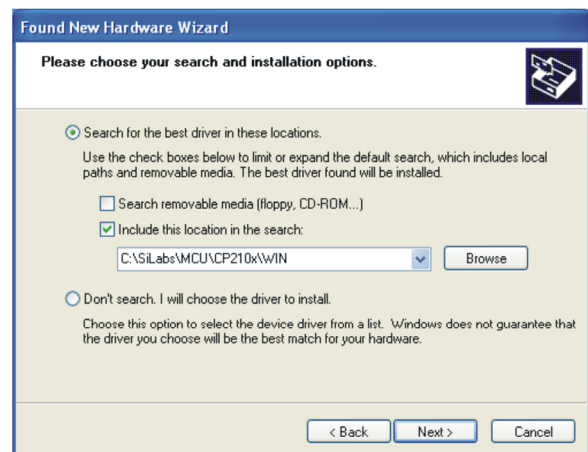 Found New Hardware Wizard
Please choose your search and installation options.
Search for the best driver in these locations.
Use the check boxes below to limit or expand the default search, which includes local
paths and removable media. The best driver found will be installed.
Search removable media (floppy, CD-ROM...)
Include this location in the search:
C:\SiLabs\MCU\CP210x\WIN
Browse
Don't search. I will choose the driver to install.
Choose this option to select the device driver from a list.  Windows does not guarantee that
the driver you choose will be the best match for your hardware.
< Back Next > Cancel